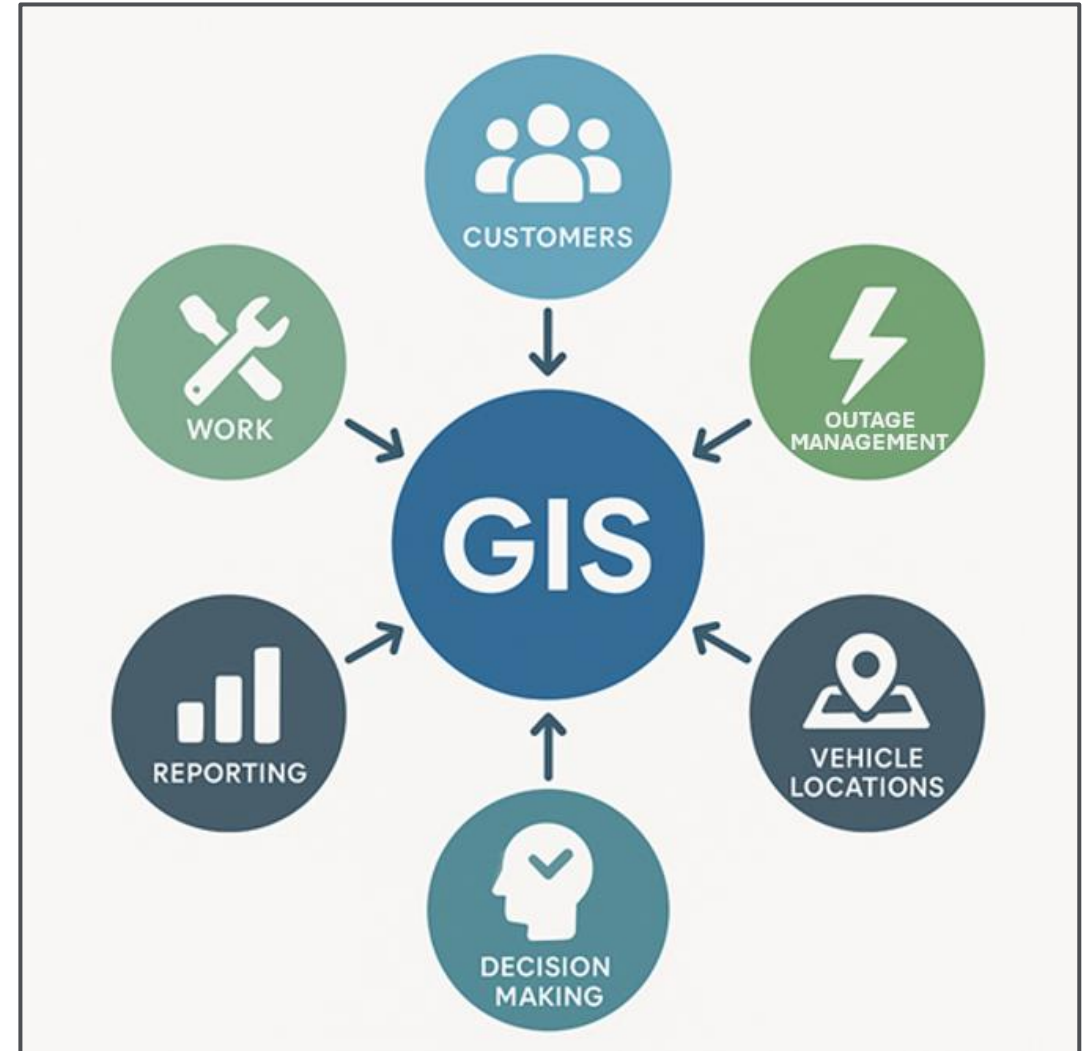 CUSTOMERS
WORK
OUTAGE
MANAGEMENT
GIS
REPORTING
VEHICLE
LOCATIONS
DECISION
MAKING